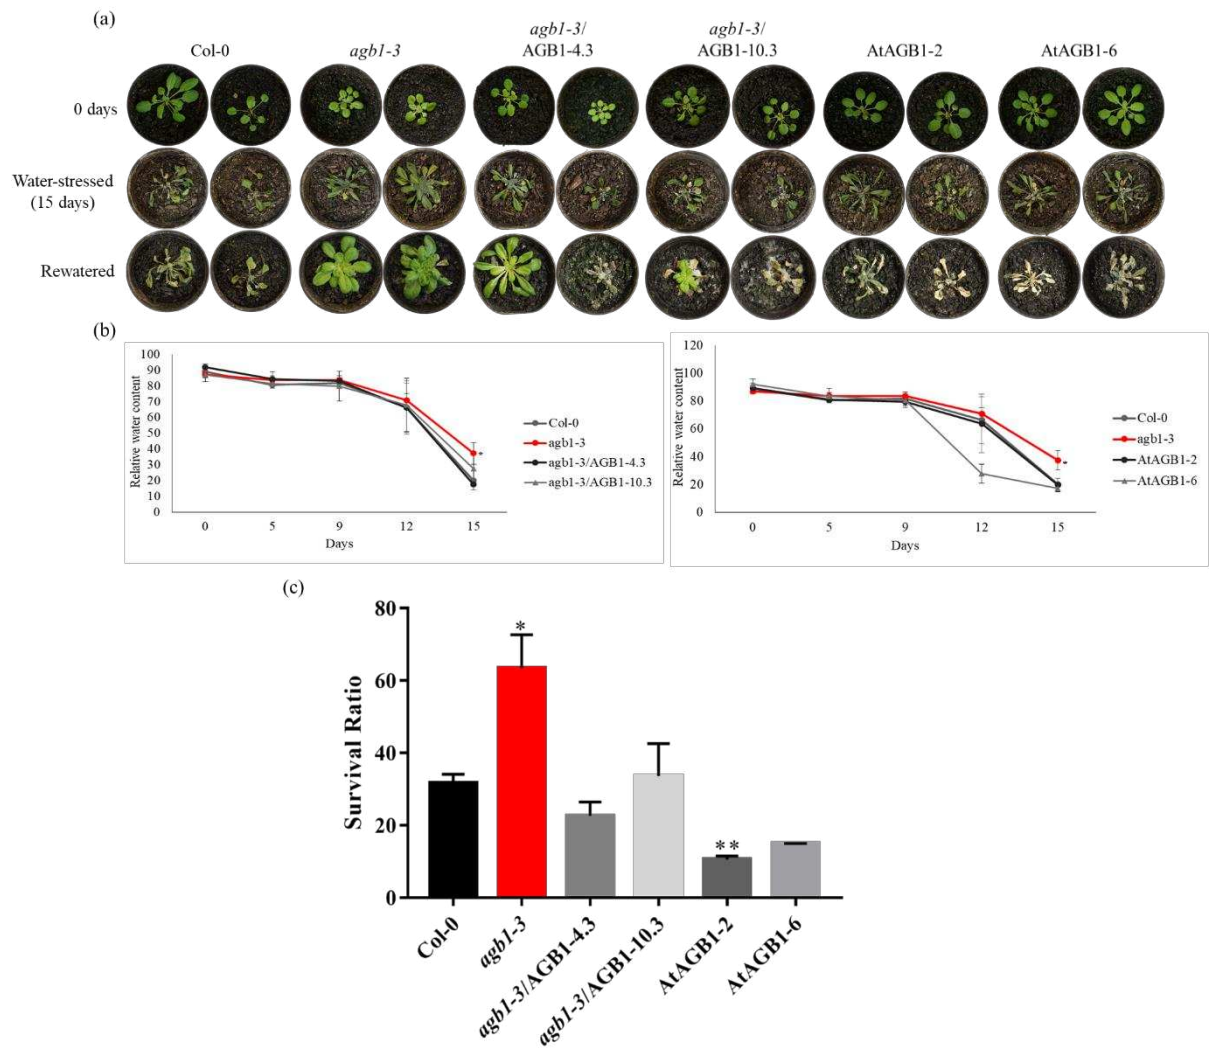 (a)
Col-0
agb1-3
agb1-3/
AGB1-4.3
agb1-3/
AGB1-10.3
AtAGB1-2
AtAGB1-6
0 days
Water-stressed
(15 days)
Rewatered
(b)
Relative water content
100
90
80
70
60
50
40
30
20
10
0
0
5
9
12
15
Days
*
Col-0
agb1-3
agb1-3/AGB1-4.3
agb1-3/AGB1-10.3
Relative water content
120
100
80
60
40
20
0
0
5
9
12
15
Days
*
Col-0
agb1-3
AtAGB1-2
AtAGB1-6
(c)
Survival Ratio
80
60
40
20
0
*
**
Col-0
agb1-3
agb1-3/AGB1-4.3
agb1-3/AGB1-10.3
AtAGB1-2
AtAGB1-6